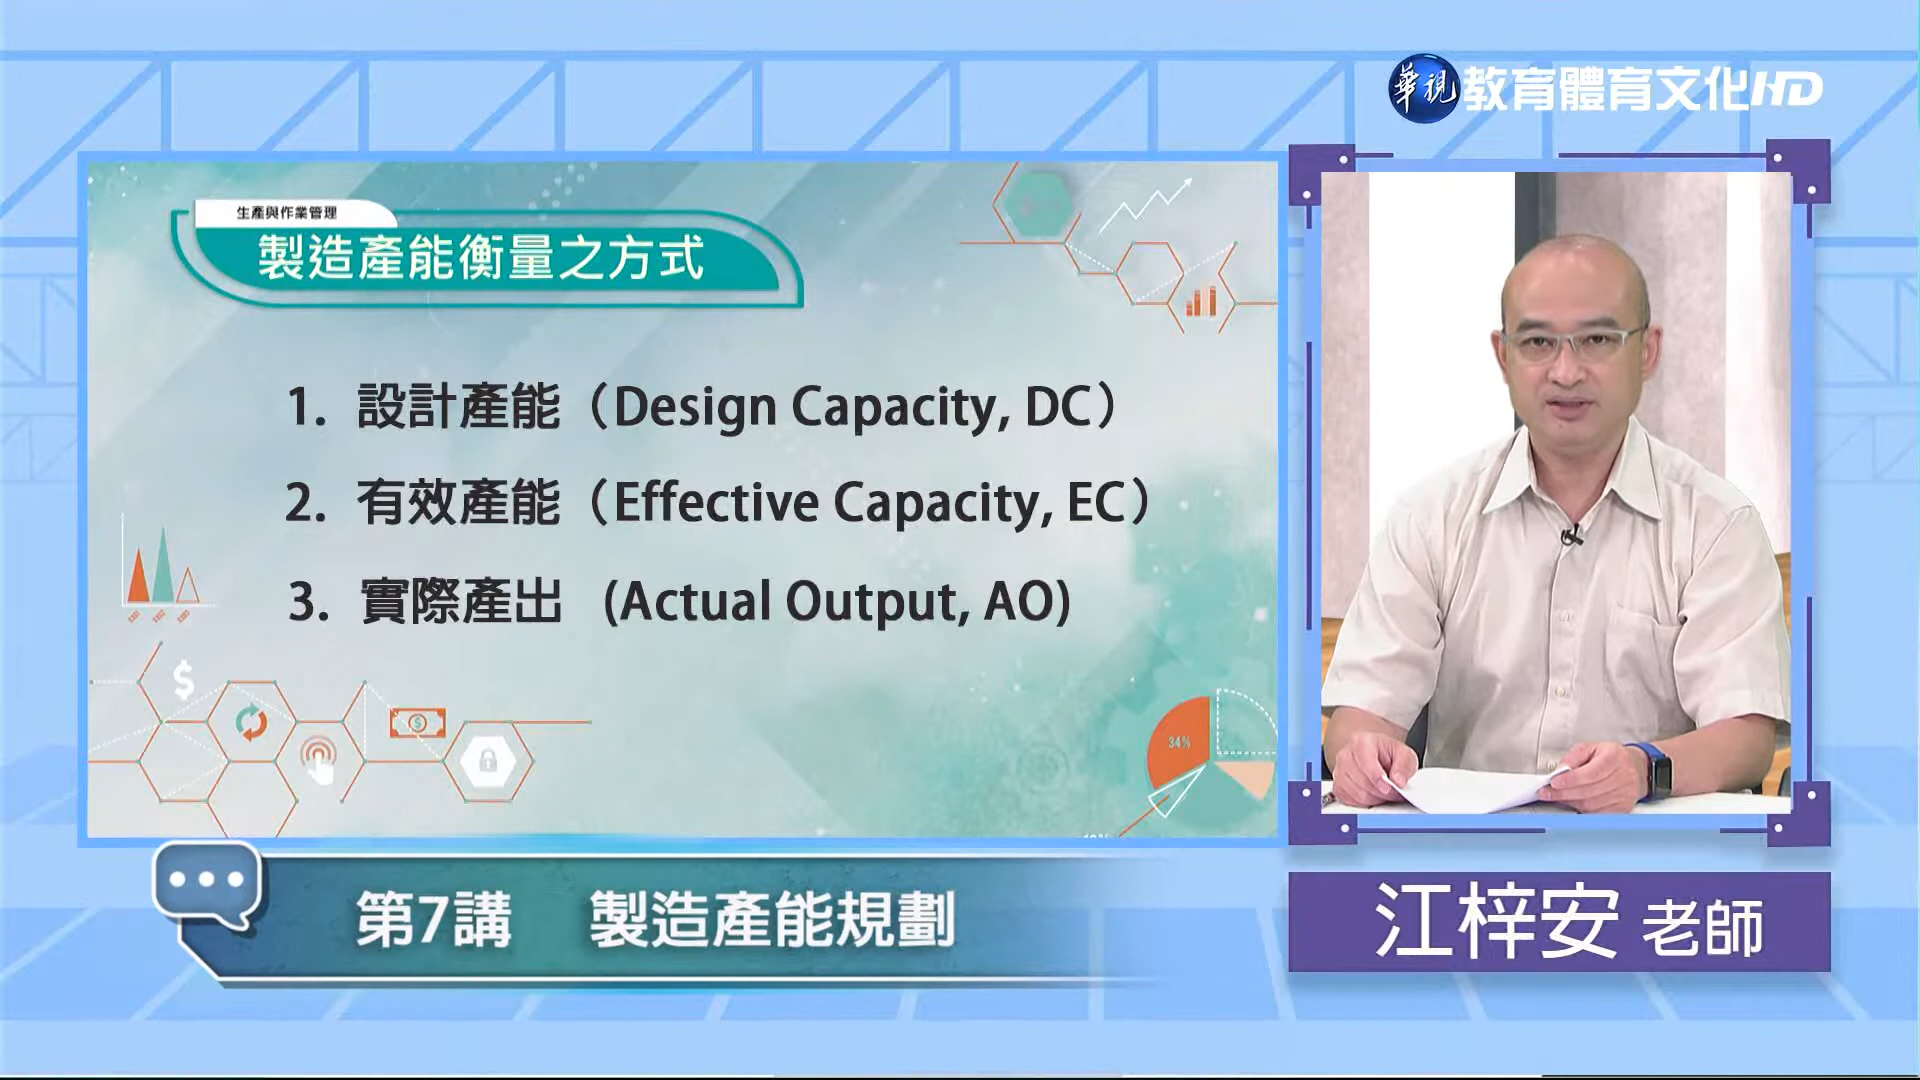 華視 教育體育文化HD
生產與作業管理
製造產能衡量之方式
1. 設計產能（Design Capacity, DC）
2. 有效產能（Effective Capacity, EC）
3. 實際產出 (Actual Output, AO)
34%
第7講 製造產能規劃
江梓安 老師